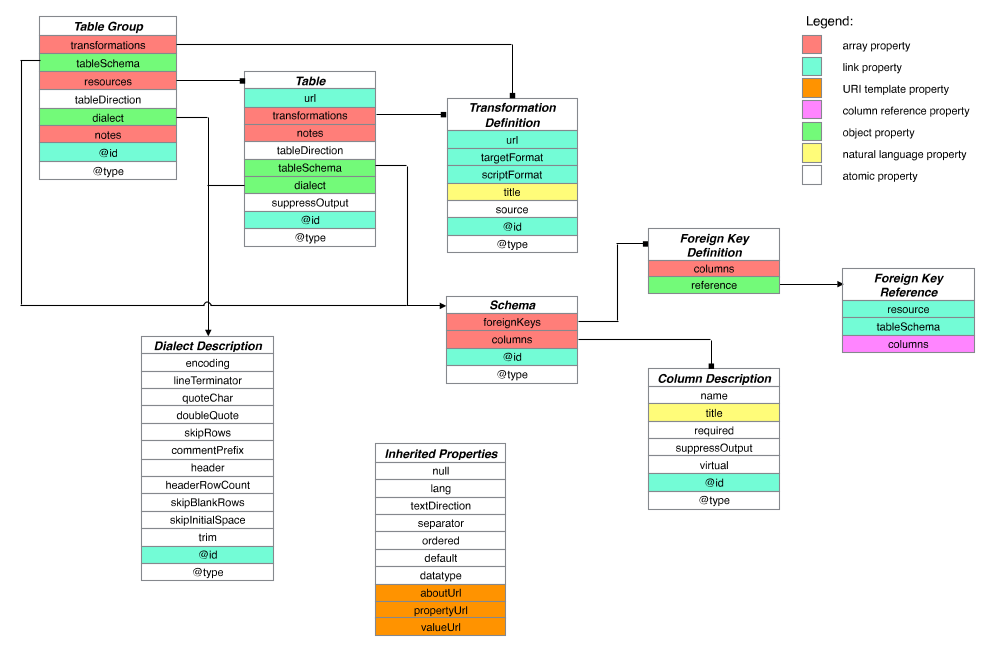 Table Group
transformations
tableSchema
resources
tableDirection
dialect
notes
@id
@type
Table
url
transformations
notes
tableDirection
tableSchema
dialect
suppressOutput
@id
@type
Transformation
Definition
url
targetFormat
scriptFormat
title
source
@id
@type
Legend:
array property
link property
URI template property
column reference property
object property
natural language property
atomic property
Foreign Key
Definition
columns
reference
Foreign Key
Reference
resource
tableSchema
columns
Schema
foreignKeys
columns
@id
@type
Dialect Description
encoding
lineTerminator
quoteChar
doubleQuote
skipRows
commentPrefix
header
headerRowCount
skipBlankRows
skipInitialSpace
trim
@id
@type
Column Description
name
title
required
suppressOutput
virtual
@id
@type
Inherited Properties
null
lang
textDirection
separator
ordered
default
datatype
aboutUrl
propertyUrl
valueUrl